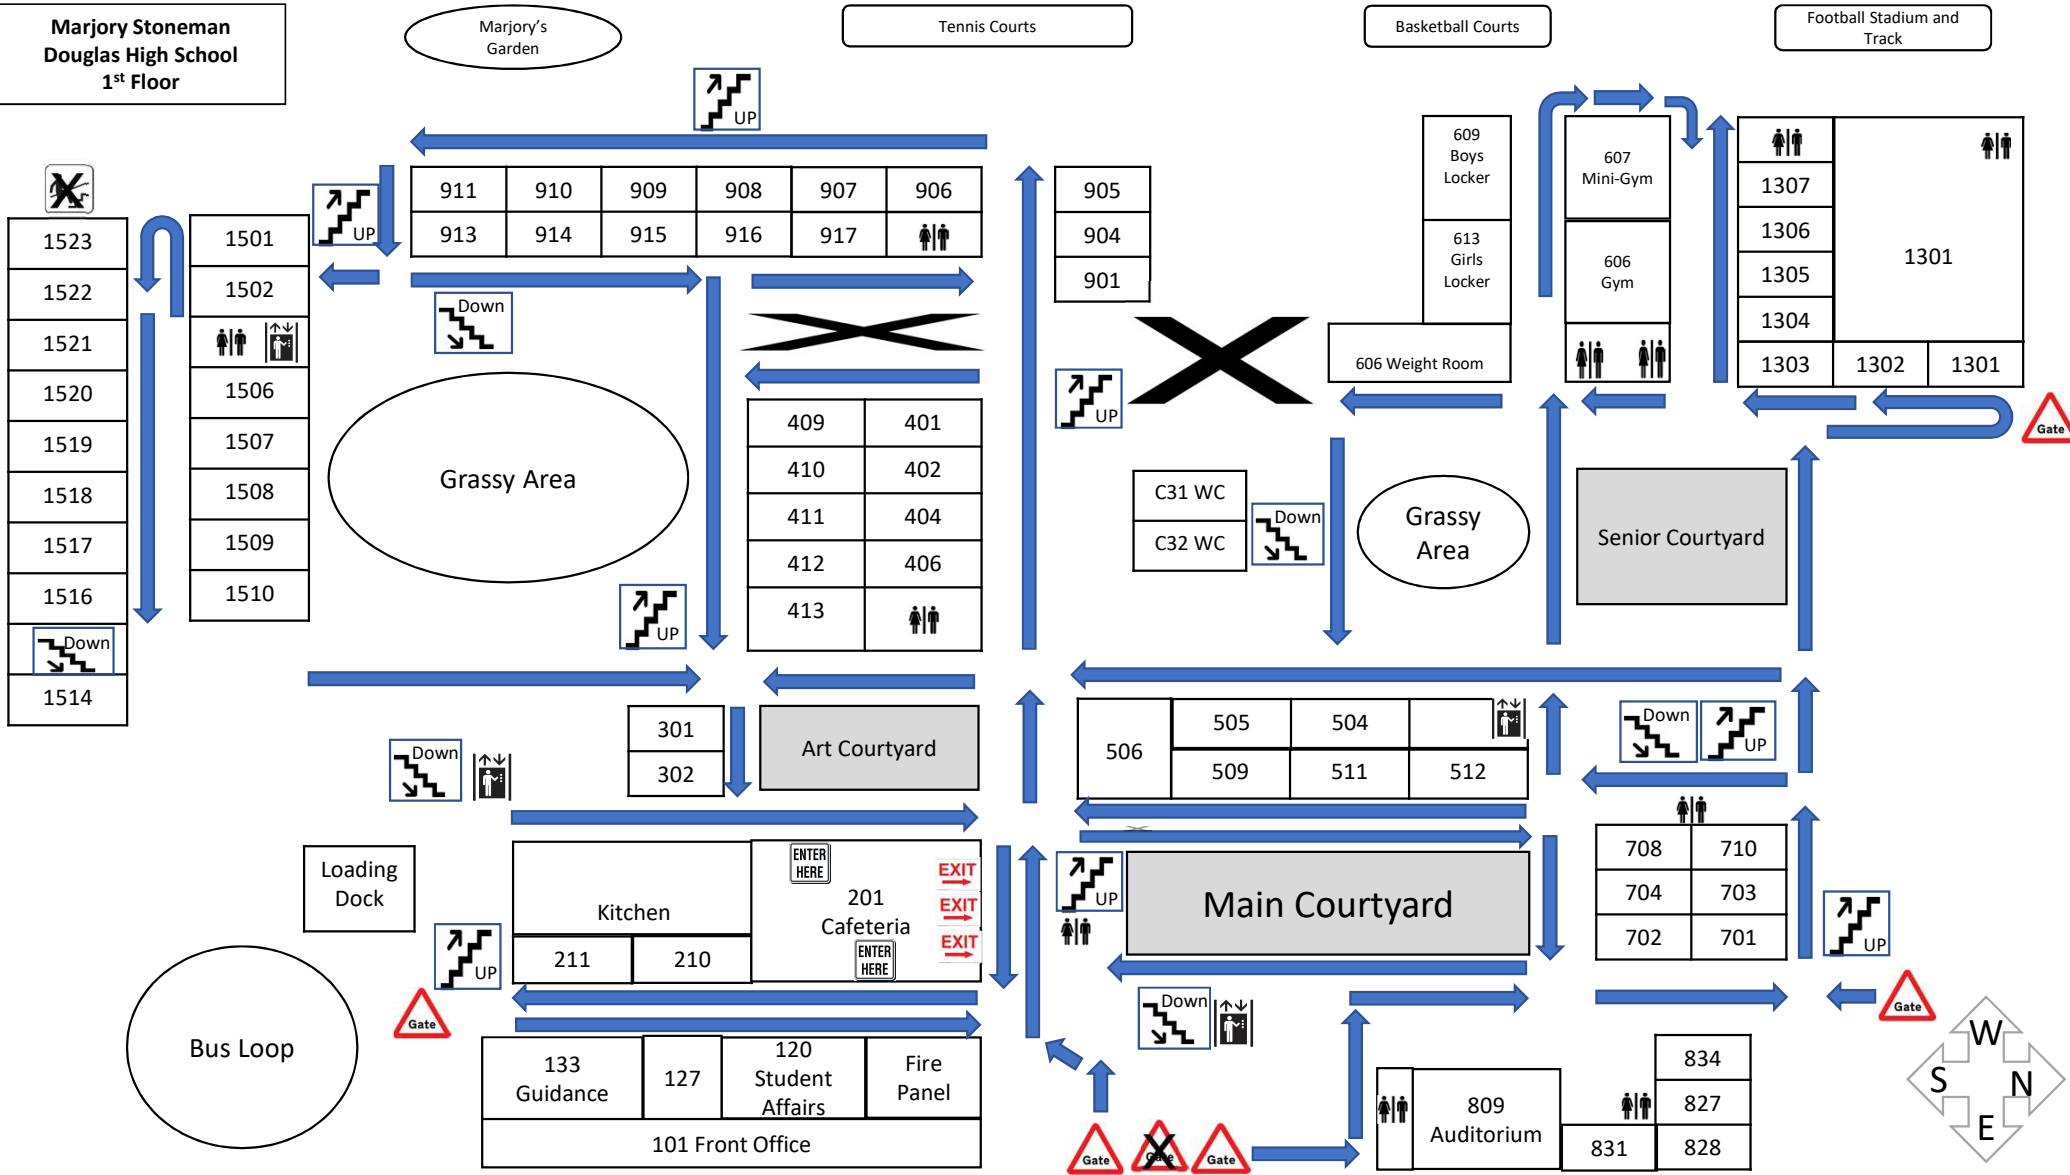 Marjory Stoneman
Douglas High School
1st Floor
Marjory's
Garden
Tennis Courts
Basketball Courts
Football Stadium and
Track
UP
609
Boys
Locker
607
Mini-Gym
1307
1306
1305
1304
1303
1302
1301
1301
613
Girls
Locker
606
Gym
606 Weight Room
Gate
911
910
909
908
907
906
913
914
915
916
917
905
904
901
UP
Down
1523
1522
1521
1520
1519
1518
1517
1516
Down
1514
1501
1502
1506
1507
1508
1509
1510
Grassy Area
409
401
410
402
411
404
412
406
413
UP
UP
C31 WC
C32 WC
Down
Grassy
Area
Senior Courtyard
301
302
Art Courtyard
506
505
504
509
511
512
Down
UP
Down
Loading
Dock
Kitchen
ENTER
HERE
201
Cafeteria
ENTER
HERE
EXIT
EXIT
EXIT
211
210
UP
UP
Main Courtyard
708
710
704
703
702
701
UP
Gate
Gate
Bus Loop
133
Guidance
127
120
Student
Affairs
Fire
Panel
101 Front Office
Down
Gate
Gate
Gate
809
Auditorium
834
827
831
828
W
S
N
E